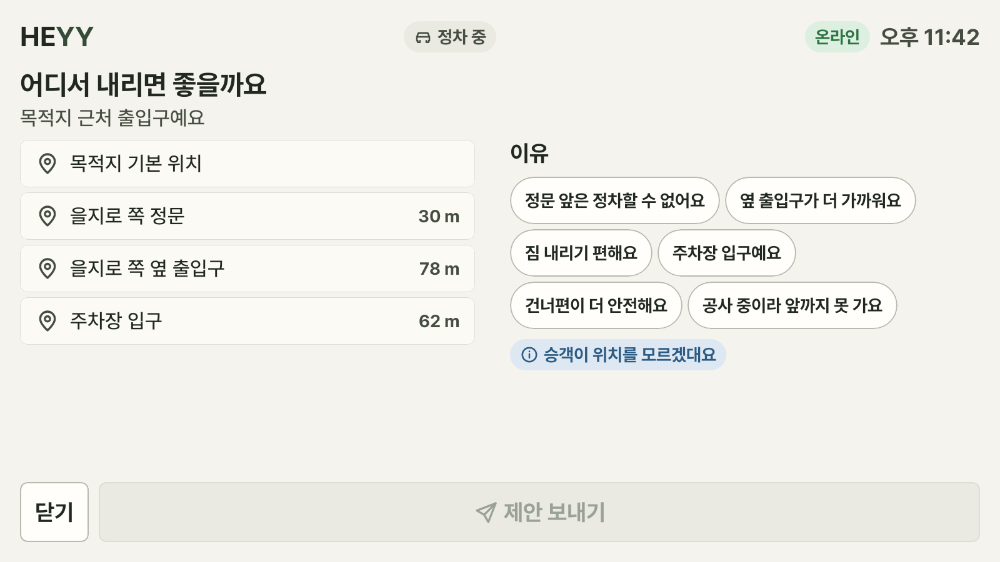 HEYY
정차 중
온라인 오후 11:42
어디서 내리면 좋을까요
목적지 근처 출입구예요
목적지 기본 위치
을지로 쪽 정문 30 m
을지로 쪽 옆 출입구 78 m
주차장 입구 62 m
이유
정문 앞은 정차할 수 없어요 옆 출입구가 더 가까워요
짐 내리기 편해요 주차장 입구예요
건너편이 더 안전해요 공사 중이라 앞까지 못 가요
승객이 위치를 모르겠대요
닫기 제안 보내기